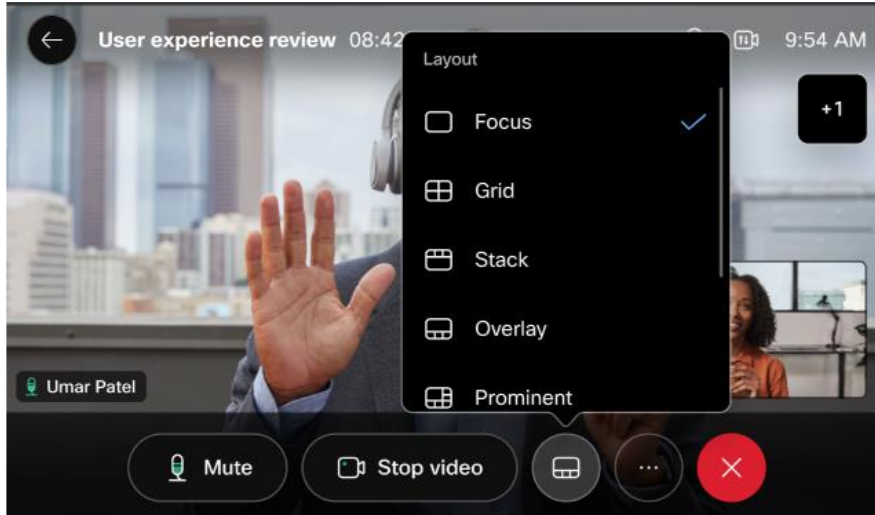 User experience review 08:42
9:54 AM
+1
Layout
Focus
Grid
Stack
Overlay
Prominent
Umar Patel
Mute
Stop video